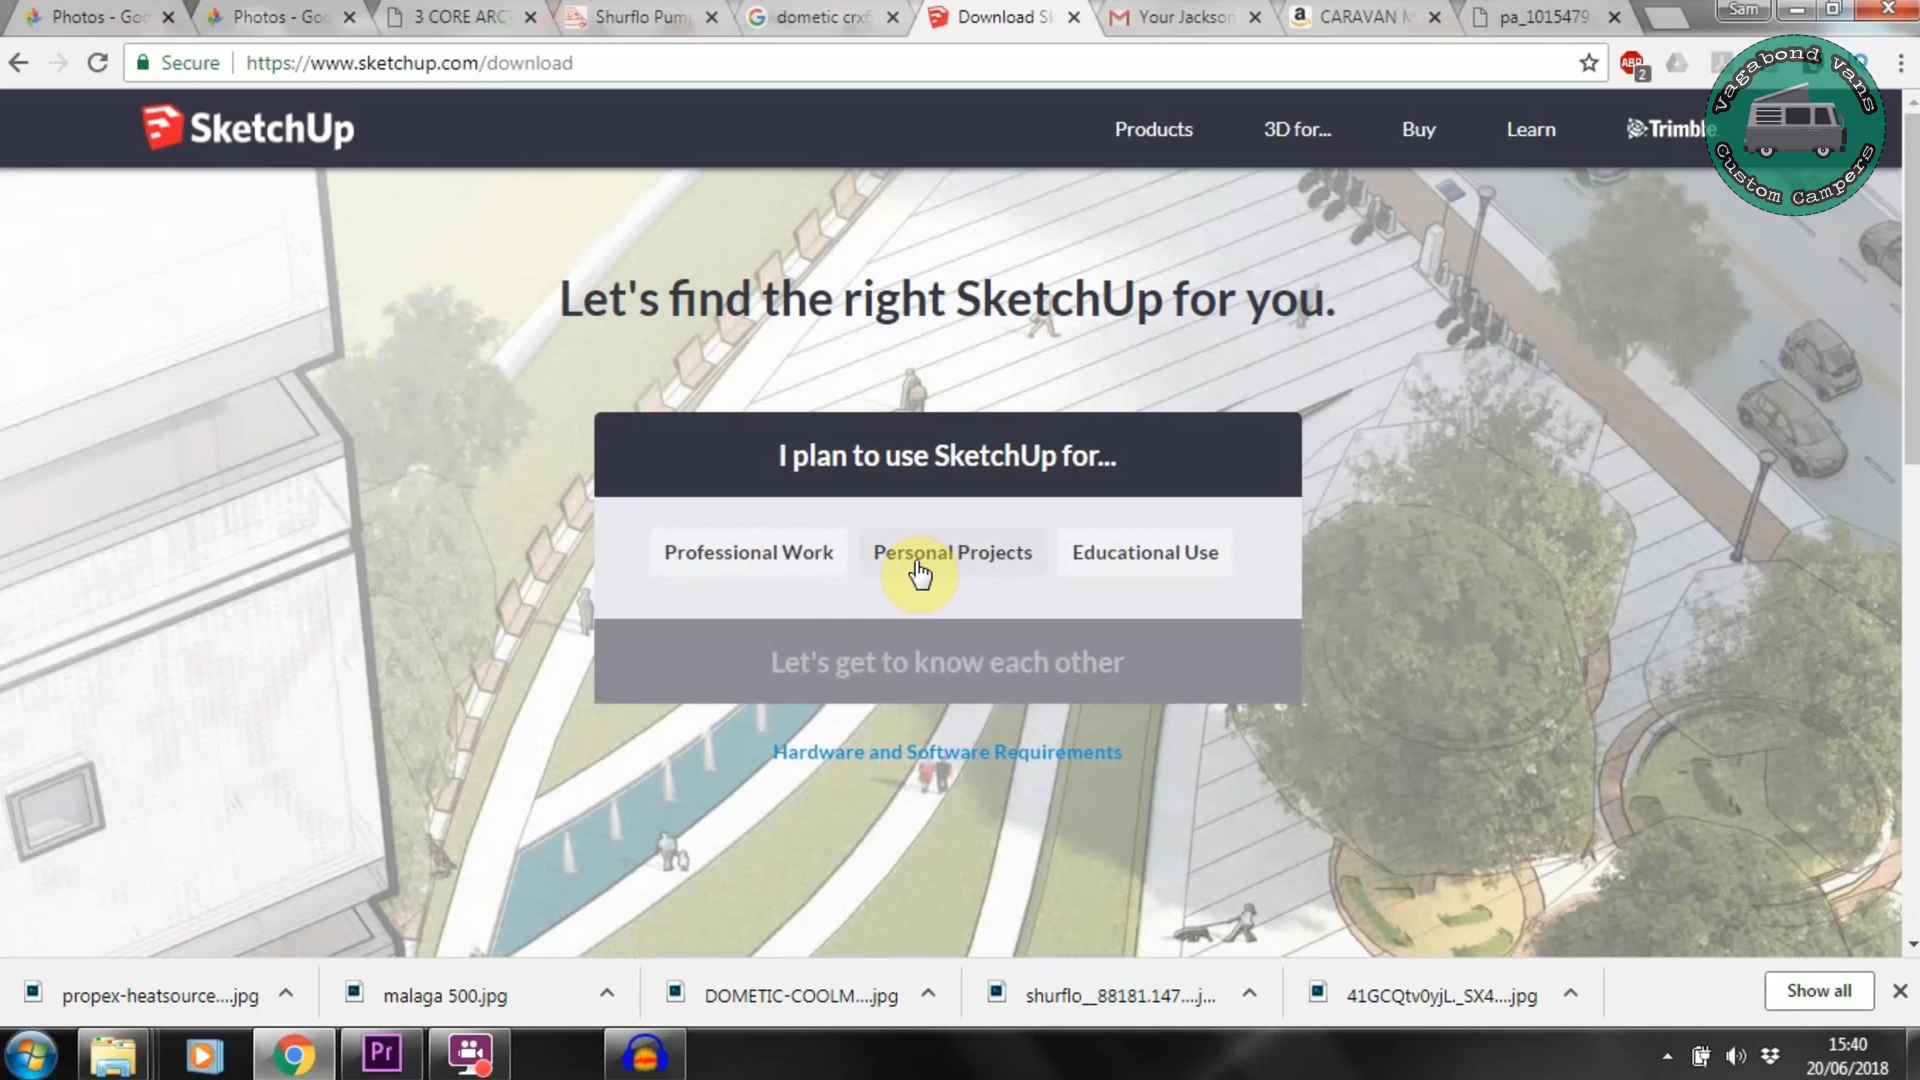 Photos - Goo
Photos - Goo
3 CORE ARC
Shurflo Pum
dometic crx6
Download Sk
Your Jackson
CARAVAN M
pa_1015479
Sam
Secure
https://www.sketchup.com/download
ABP
2
Vagabond Vans
Custom Campers
SketchUp
Products
3D for...
Buy
Learn
Trimble
Let's find the right SketchUp for you.
I plan to use SketchUp for...
Professional Work
Personal Projects
Educational Use
Let's get to know each other
Hardware and Software Requirements
propex-heatsource....jpg
malaga 500.jpg
DOMETIC-COOLM....jpg
shurflo__88181.147....j...
41GCQtv0yjL._SX4....jpg
Show all
Pr
15:40
20/06/2018